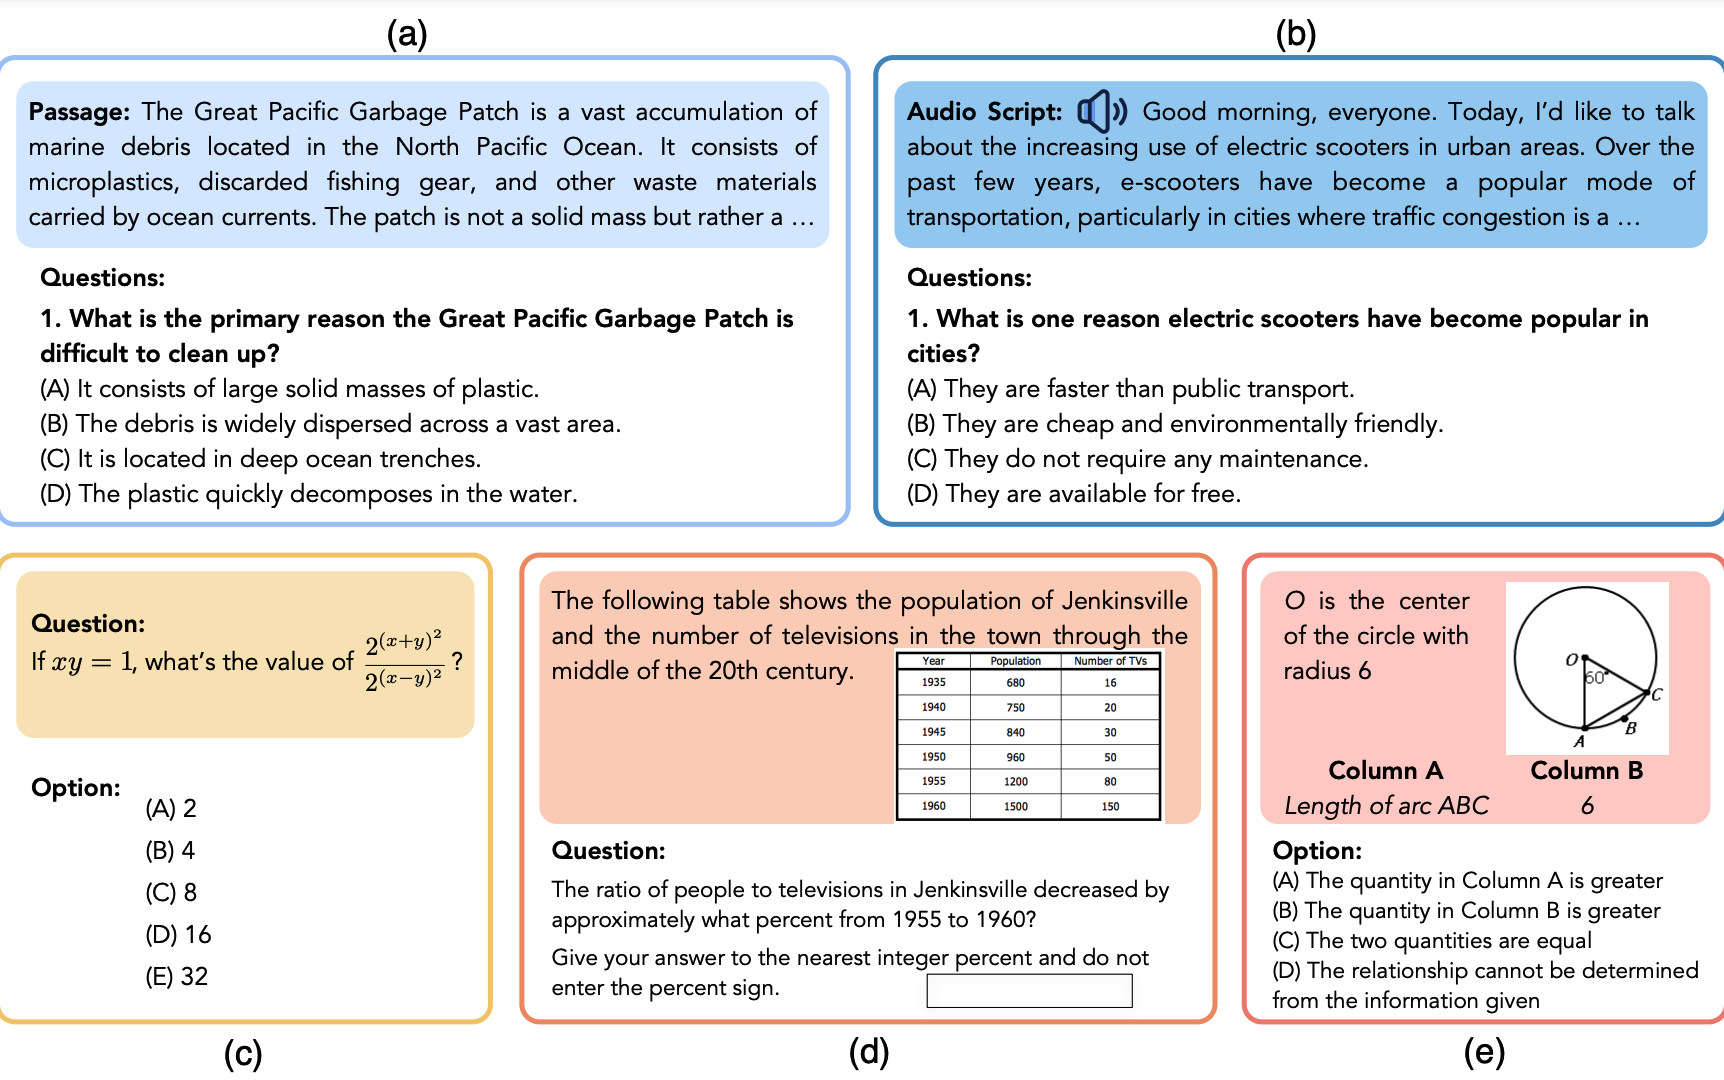 (a)
Passage: The Great Pacific Garbage Patch is a vast accumulation of
marine debris located in the North Pacific Ocean. It consists of
microplastics, discarded fishing gear, and other waste materials
carried by ocean currents. The patch is not a solid mass but rather a ...
Questions:
1. What is the primary reason the Great Pacific Garbage Patch is
difficult to clean up?
(A) It consists of large solid masses of plastic.
(B) The debris is widely dispersed across a vast area.
(C) It is located in deep ocean trenches.
(D) The plastic quickly decomposes in the water.
(b)
Audio Script: Good morning, everyone. Today, I'd like to talk
about the increasing use of electric scooters in urban areas. Over the
past few years, e-scooters have become a popular mode of
transportation, particularly in cities where traffic congestion is a ...
Questions:
1. What is one reason electric scooters have become popular in
cities?
(A) They are faster than public transport.
(B) They are cheap and environmentally friendly.
(C) They do not require any maintenance.
(D) They are available for free.
Question:
If xy = 1, what's the value of 2^{(x+y)^2} / 2^{(x−y)^2} ?
Option:
(A) 2
(B) 4
(C) 8
(D) 16
(E) 32
(c)
The following table shows the population of Jenkinsville
and the number of televisions in the town through the
middle of the 20th century.
Year Population Number of TVs
1935 680 16
1940 750 20
1945 840 30
1950 960 50
1955 1200 80
1960 1500 150
Question:
The ratio of people to televisions in Jenkinsville decreased by
approximately what percent from 1955 to 1960?
Give your answer to the nearest integer percent and do not
enter the percent sign.
(d)
O is the center
of the circle with
radius 6
O
60°
C
B
A
Column A Column B
Length of arc ABC 6
Option:
(A) The quantity in Column A is greater
(B) The quantity in Column B is greater
(C) The two quantities are equal
(D) The relationship cannot be determined
from the information given
(e)